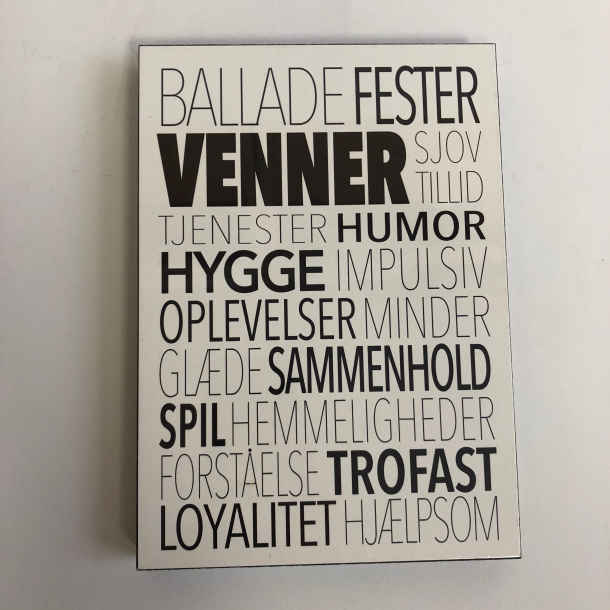 BALLADE FESTER
VENNER SJOV
TILLID
TJENESTER HUMOR
HYGGE IMPULSIV
OPLEVELSER MINDER
GLÆDE SAMMENHOLD
SPIL HEMMELIGHEDER
FORSTÅELSE TROFAST
LOYALITET HJÆLPSOM